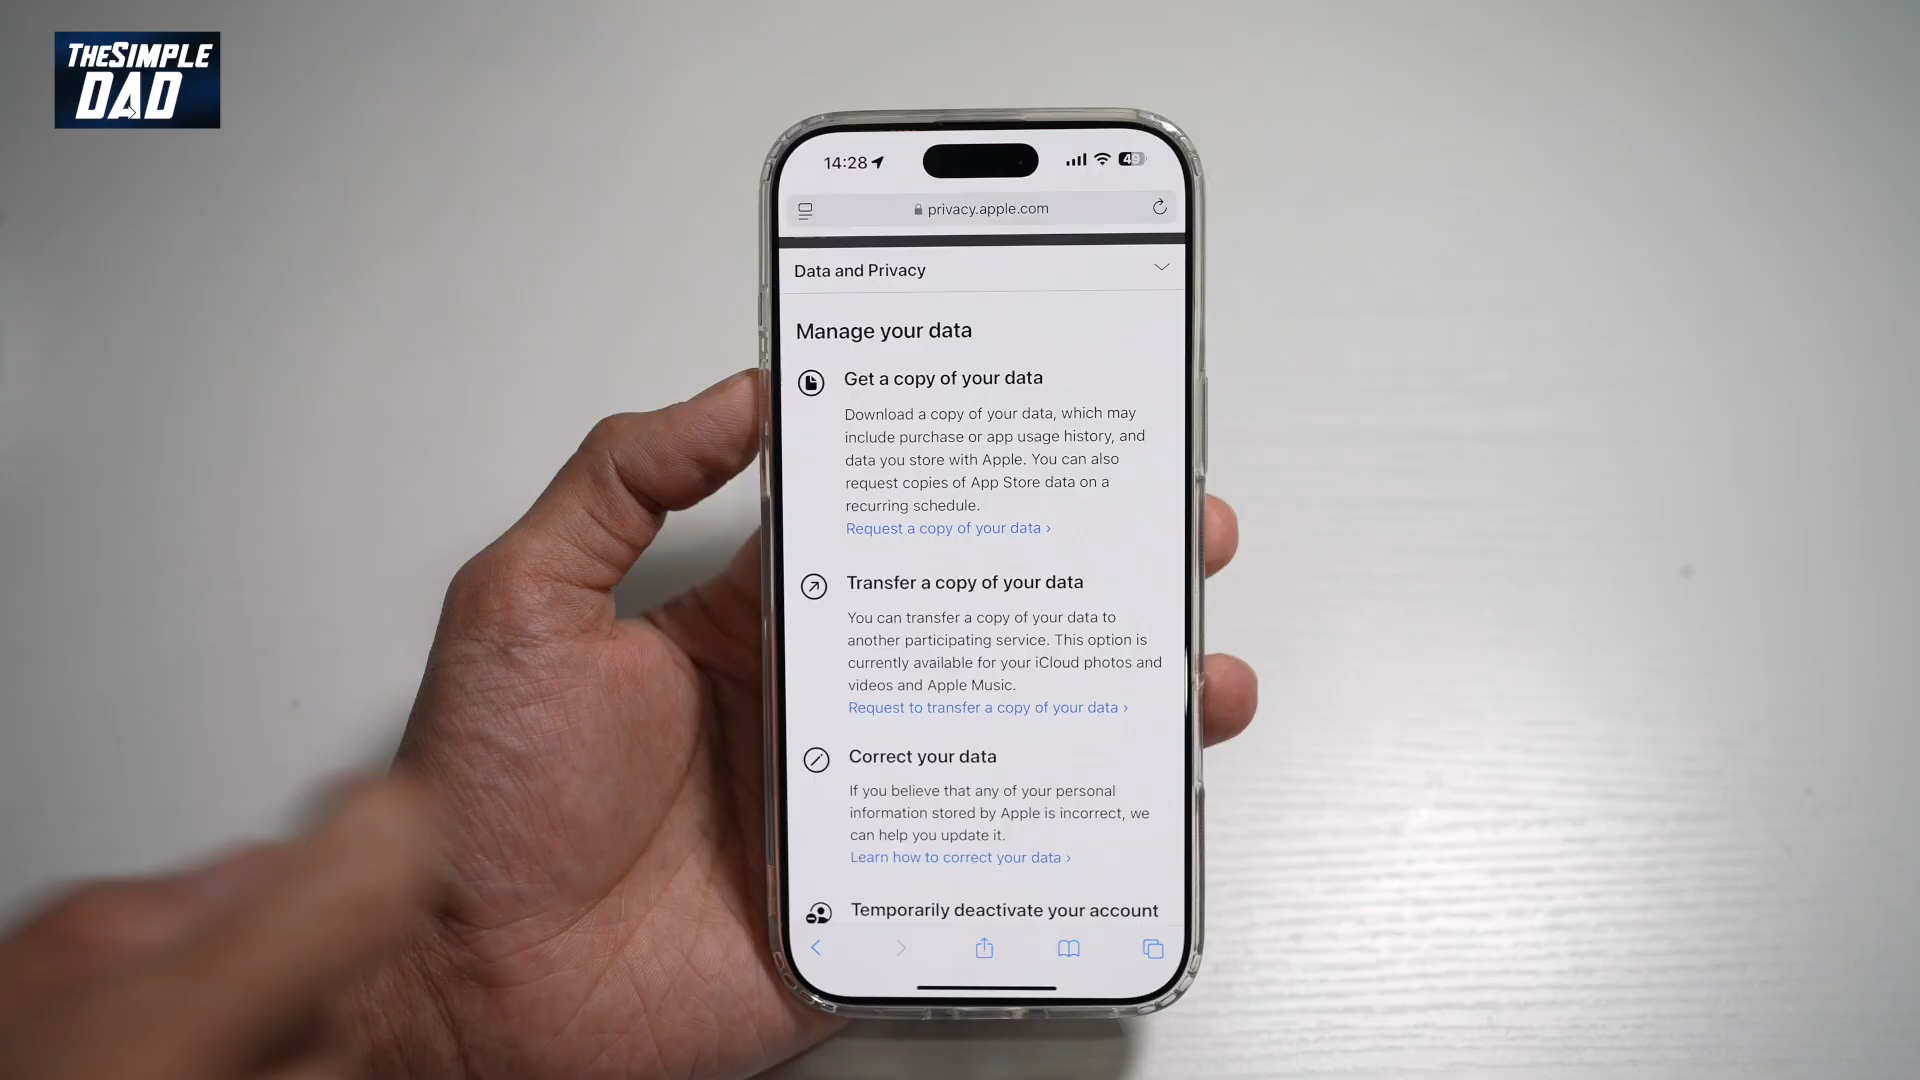 THESIMPLE
DAD
14:28
49
privacy.apple.com
Data and Privacy
Manage your data
Get a copy of your data
Download a copy of your data, which may
include purchase or app usage history, and
data you store with Apple. You can also
request copies of App Store data on a
recurring schedule.
Request a copy of your data ›
Transfer a copy of your data
You can transfer a copy of your data to
another participating service. This option is
currently available for your iCloud photos and
videos and Apple Music.
Request to transfer a copy of your data ›
Correct your data
If you believe that any of your personal
information stored by Apple is incorrect, we
can help you update it.
Learn how to correct your data ›
Temporarily deactivate your account